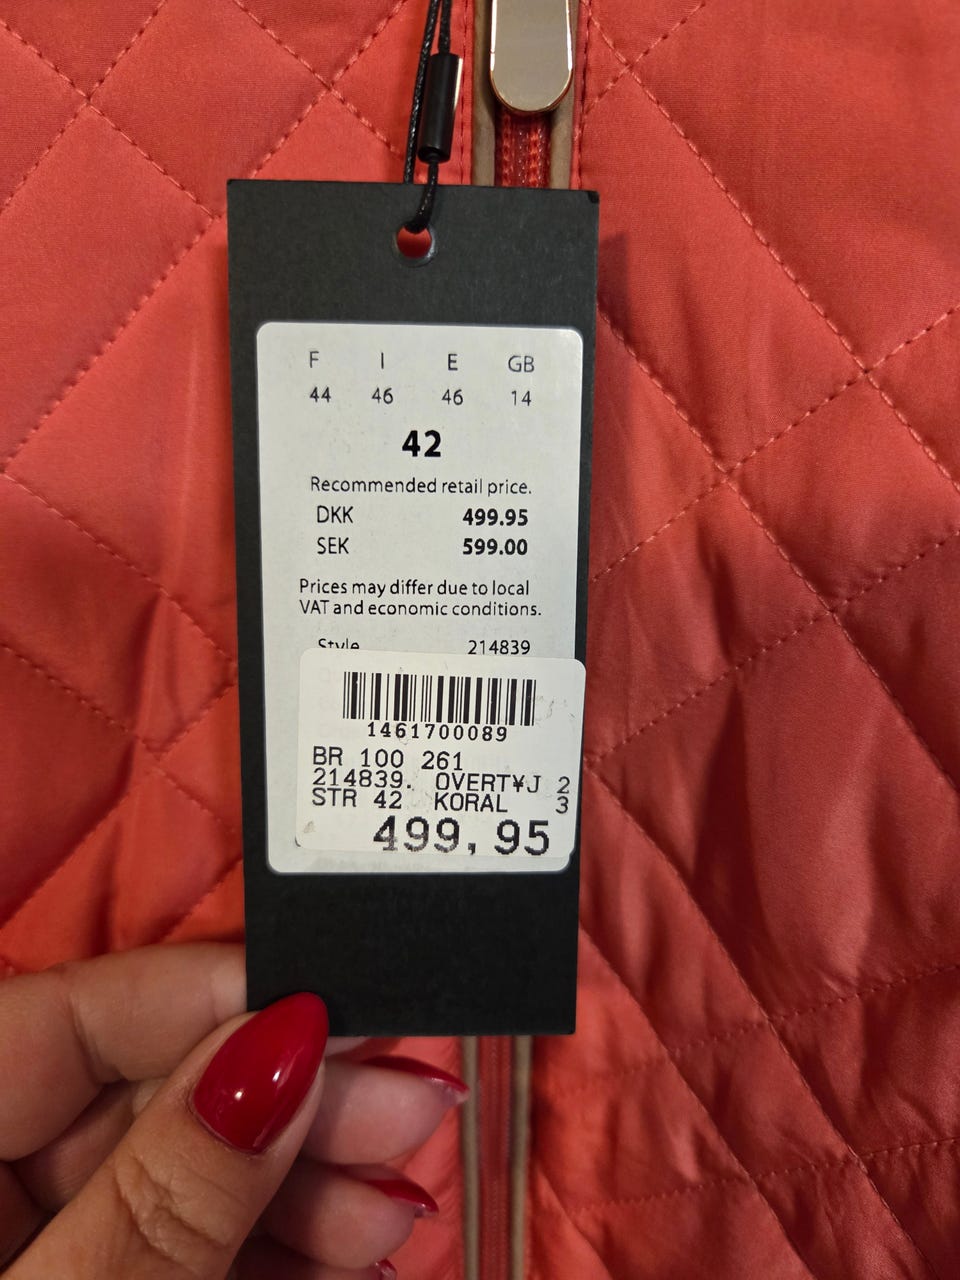 F I E GB
44 46 46 14
42
Recommended retail price.
DKK 499.95
SEK 599.00
Prices may differ due to local
VAT and economic conditions.
Style 214839
1461700089
BR 100 261
214839. OVERT¥J 2
STR 42 KORAL 3
499,95